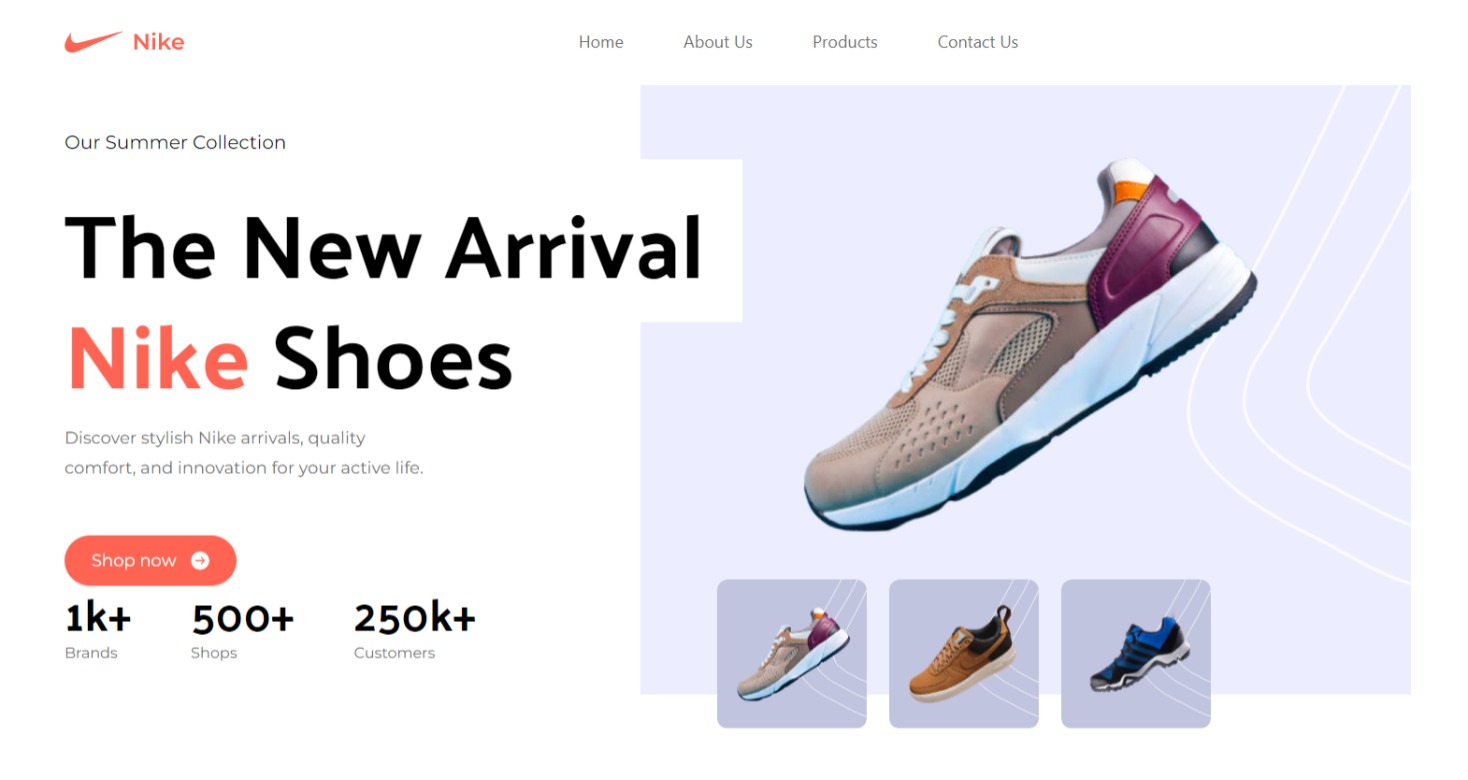 Nike
Home About Us Products Contact Us
Our Summer Collection
The New Arrival
Nike Shoes
Discover stylish Nike arrivals, quality
comfort, and innovation for your active life.
Shop now
1k+ 500+ 250k+
Brands Shops Customers